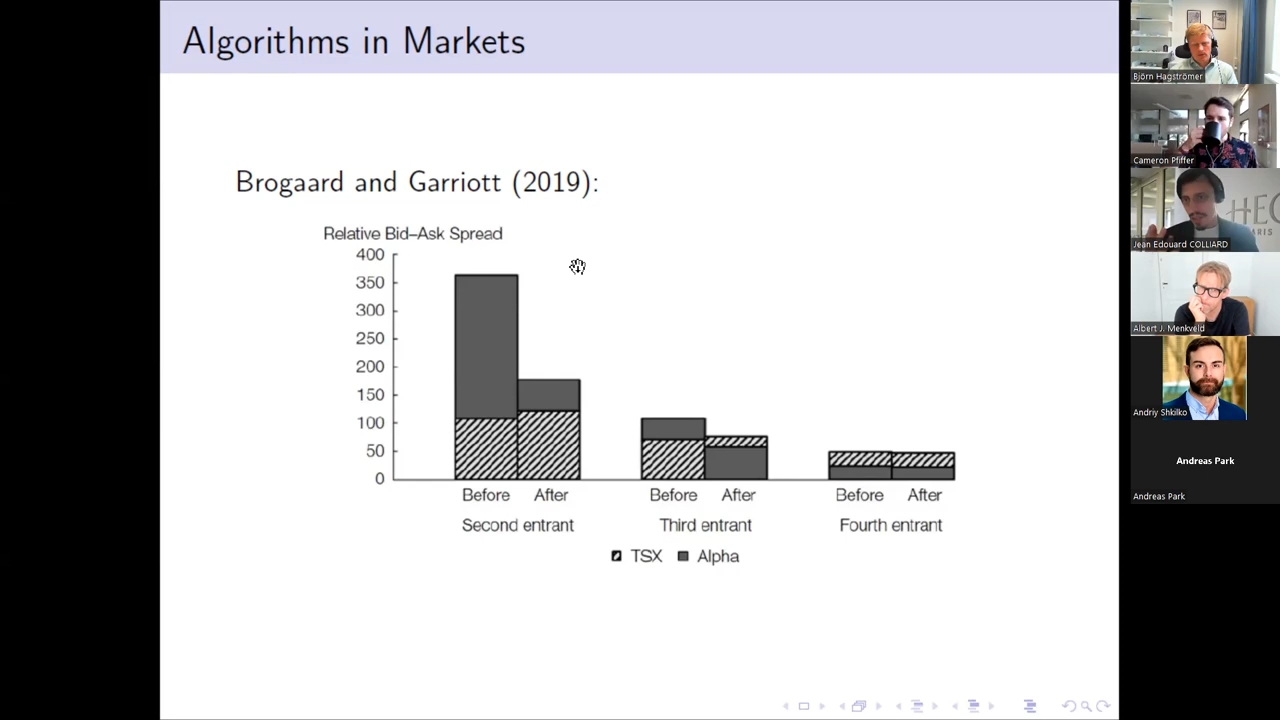 Algorithms in Markets
Brogaard and Garriott (2019):
Relative Bid–Ask Spread
400
350
300
250
200
150
100
50
0
Before After Before After Before After
Second entrant Third entrant Fourth entrant
TSX Alpha
Björn Hagströmer
Cameron Pfiffer
HEC
PARIS
Jean Edouard COLLIARD
Albert J. Menkveld
Andriy Shkilko
Andreas Park
Andreas Park